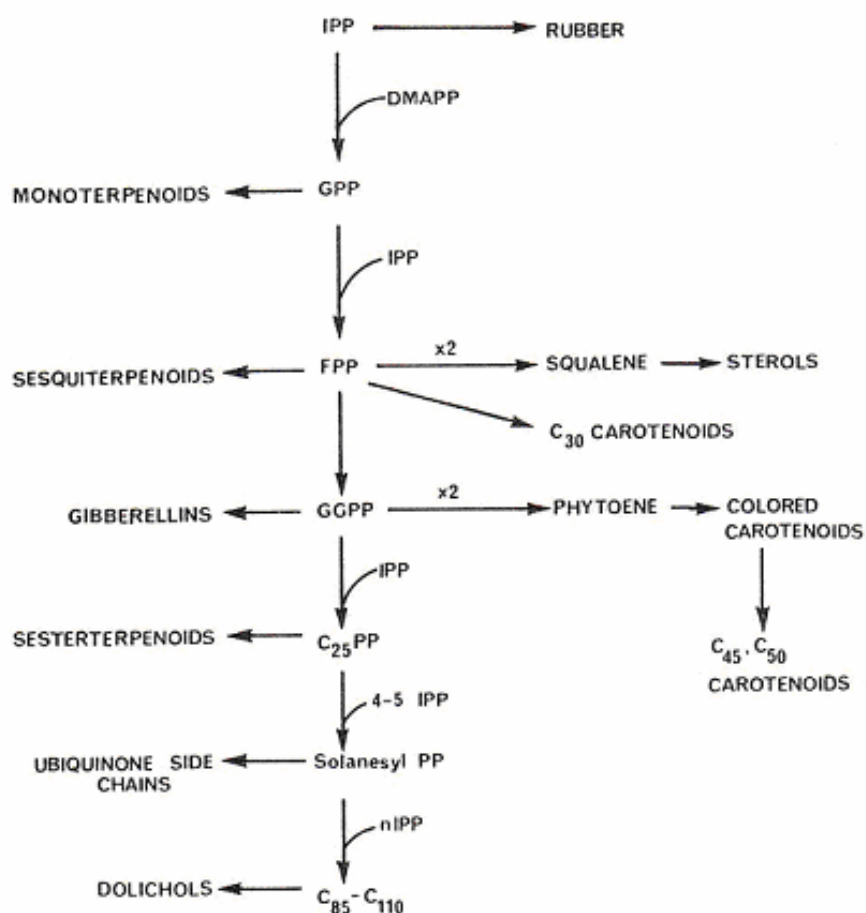 IPP RUBBER
DMAPP
MONOTERPENOIDS GPP
IPP
x2
SESQUITERPENOIDS FPP SQUALENE STEROLS
C30 CAROTENOIDS
x2
GIBBERELLINS GGPP PHYTOENE COLORED
CAROTENOIDS
IPP
SESTERTERPENOIDS C25PP
C45, C50
CAROTENOIDS
4-5 IPP
UBIQUINONE SIDE
CHAINS
Solanesyl PP
nIPP
DOLICHOLS C85-C110